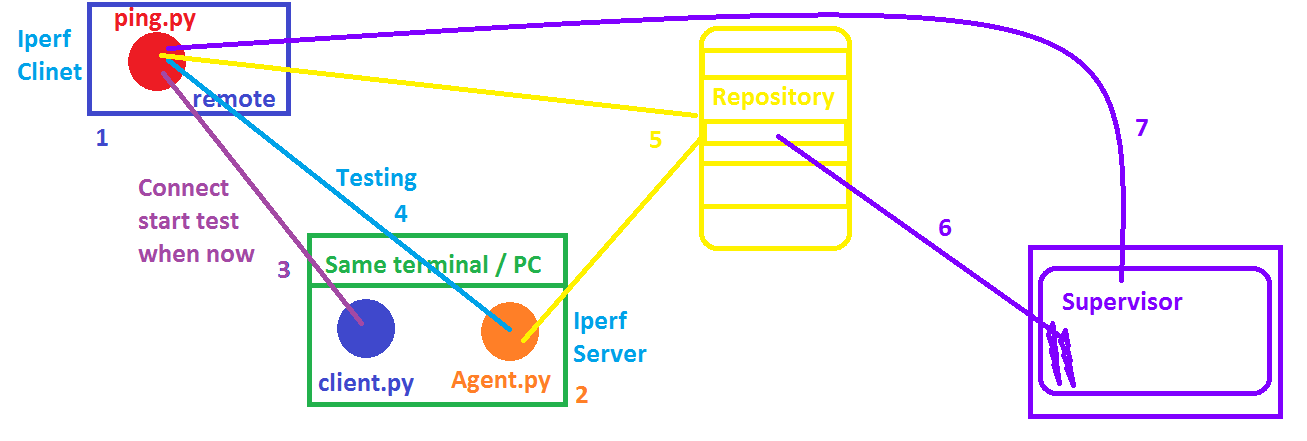 ping.py
Iperf
Clinet
remote
1
Connect
start test
when now
3
Testing
4
Same terminal / PC
client.py
Agent.py
Iperf
Server
2
5
Repository
6
7
Supervisor